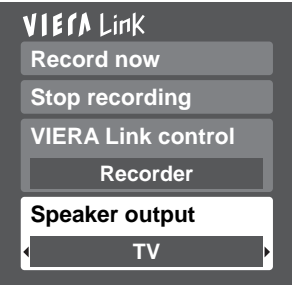 VIERA Link
Record now
Stop recording
VIERA Link control
Recorder
Speaker output
TV